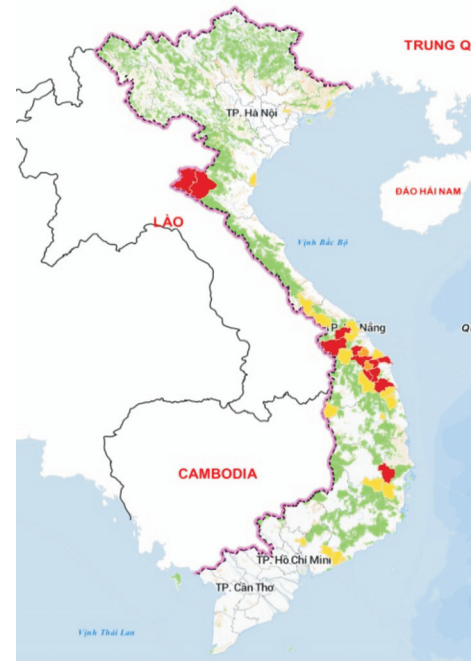 TRUNG Q
TP. Hà Nội
ĐẢO HẢI NAM
LÀO
Vịnh Bắc Bộ
Nẵng
Q
CAMBODIA
TP. Hồ Chí Minh
TP. Cần Thơ
Vịnh Thái Lan